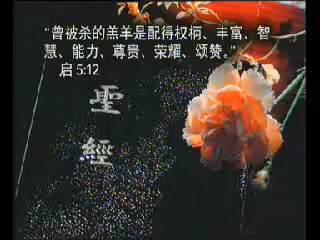 “曾被杀的羔羊是配得权柄、丰富、智
慧、能力、尊贵、荣耀、颂赞。”
启 5:12
聖
經